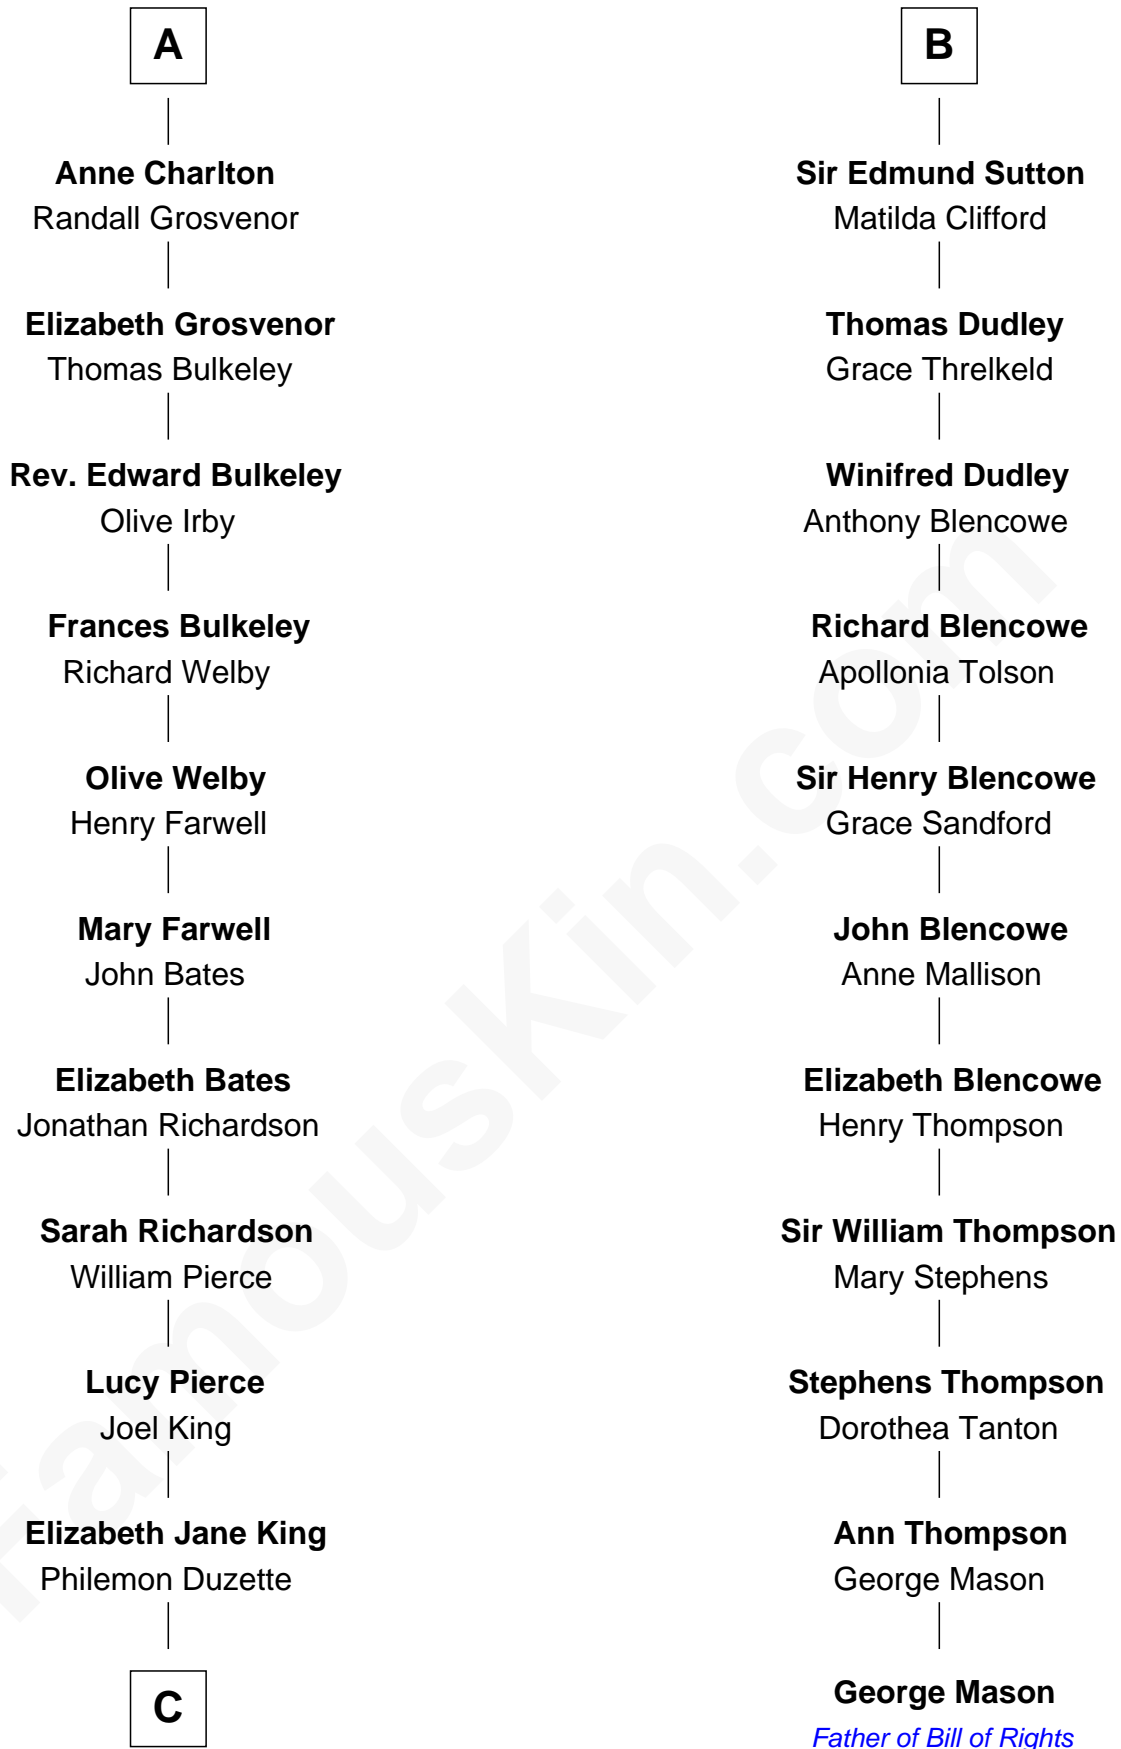 A
Anne Charlton
Randall Grosvenor
Elizabeth Grosvenor
Thomas Bulkeley
Rev. Edward Bulkeley
Olive Irby
Frances Bulkeley
Richard Welby
Olive Welby
Henry Farwell
Mary Farwell
John Bates
Elizabeth Bates
Jonathan Richardson
Sarah Richardson
William Pierce
Lucy Pierce
Joel King
Elizabeth Jane King
Philemon Duzette
C
B
Sir Edmund Sutton
Matilda Clifford
Thomas Dudley
Grace Threlkeld
Winifred Dudley
Anthony Blencowe
Richard Blencowe
Apollonia Tolson
Sir Henry Blencowe
Grace Sandford
John Blencowe
Anne Mallison
Elizabeth Blencowe
Henry Thompson
Sir William Thompson
Mary Stephens
Stephens Thompson
Dorothea Tanton
Ann Thompson
George Mason
George Mason
Father of Bill of Rights
FamousKin.com